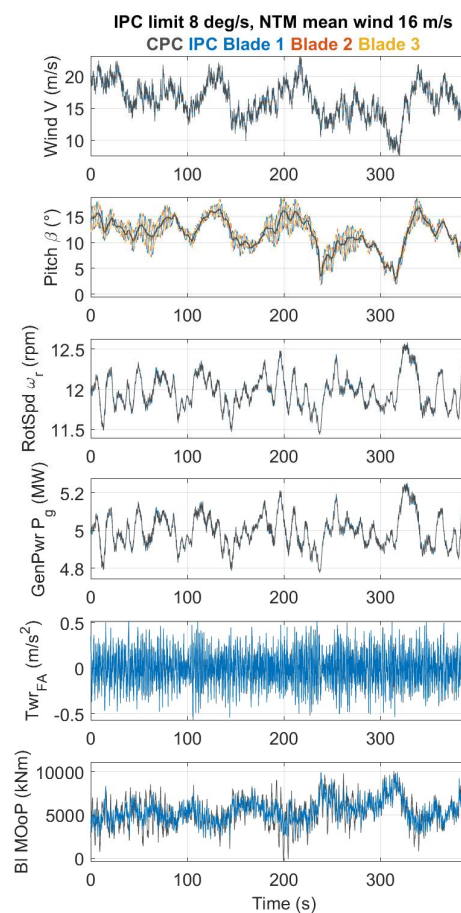 IPC limit 8 deg/s, NTM mean wind 16 m/s
CPC IPC Blade 1 Blade 2 Blade 3
Wind V (m/s)
20
15
10
0 100 200 300
Pitch β (°)
15
10
5
0
0 100 200 300
RotSpd ω_r (rpm)
12.5
12
11.5
0 100 200 300
GenPwr P_g (MW)
5.2
5
4.8
0 100 200 300
Twr_FA (m/s²)
0.5
0
-0.5
0 100 200 300
Bl MOoP (kNm)
10000
5000
0
0 100 200 300
Time (s)